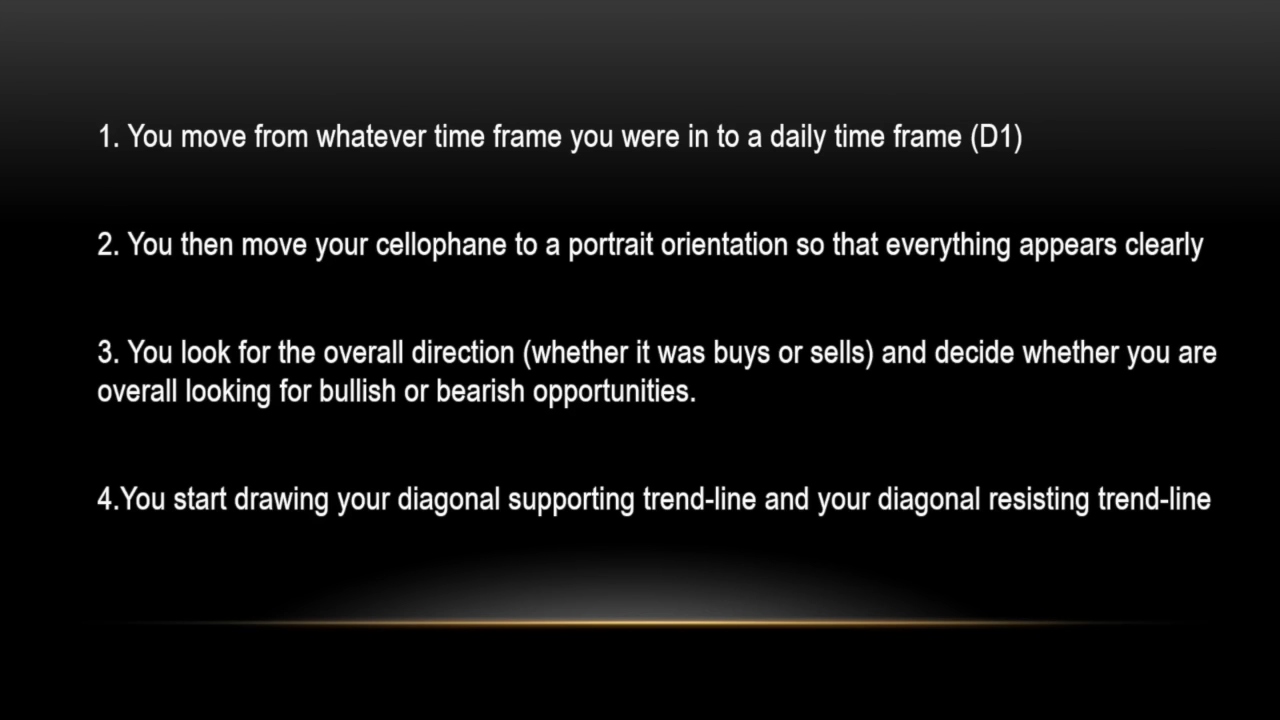 1. You move from whatever time frame you were in to a daily time frame (D1)
2. You then move your cellophane to a portrait orientation so that everything appears clearly
3. You look for the overall direction (whether it was buys or sells) and decide whether you are
overall looking for bullish or bearish opportunities.
4.You start drawing your diagonal supporting trend-line and your diagonal resisting trend-line